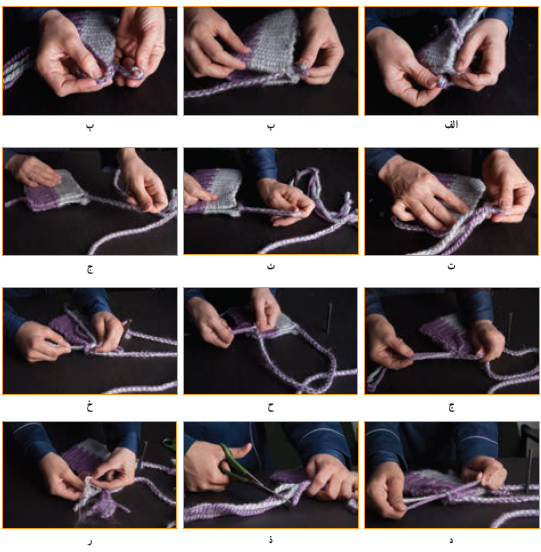 الف ب پ
ت ث ج
چ ح خ
د ذ ر